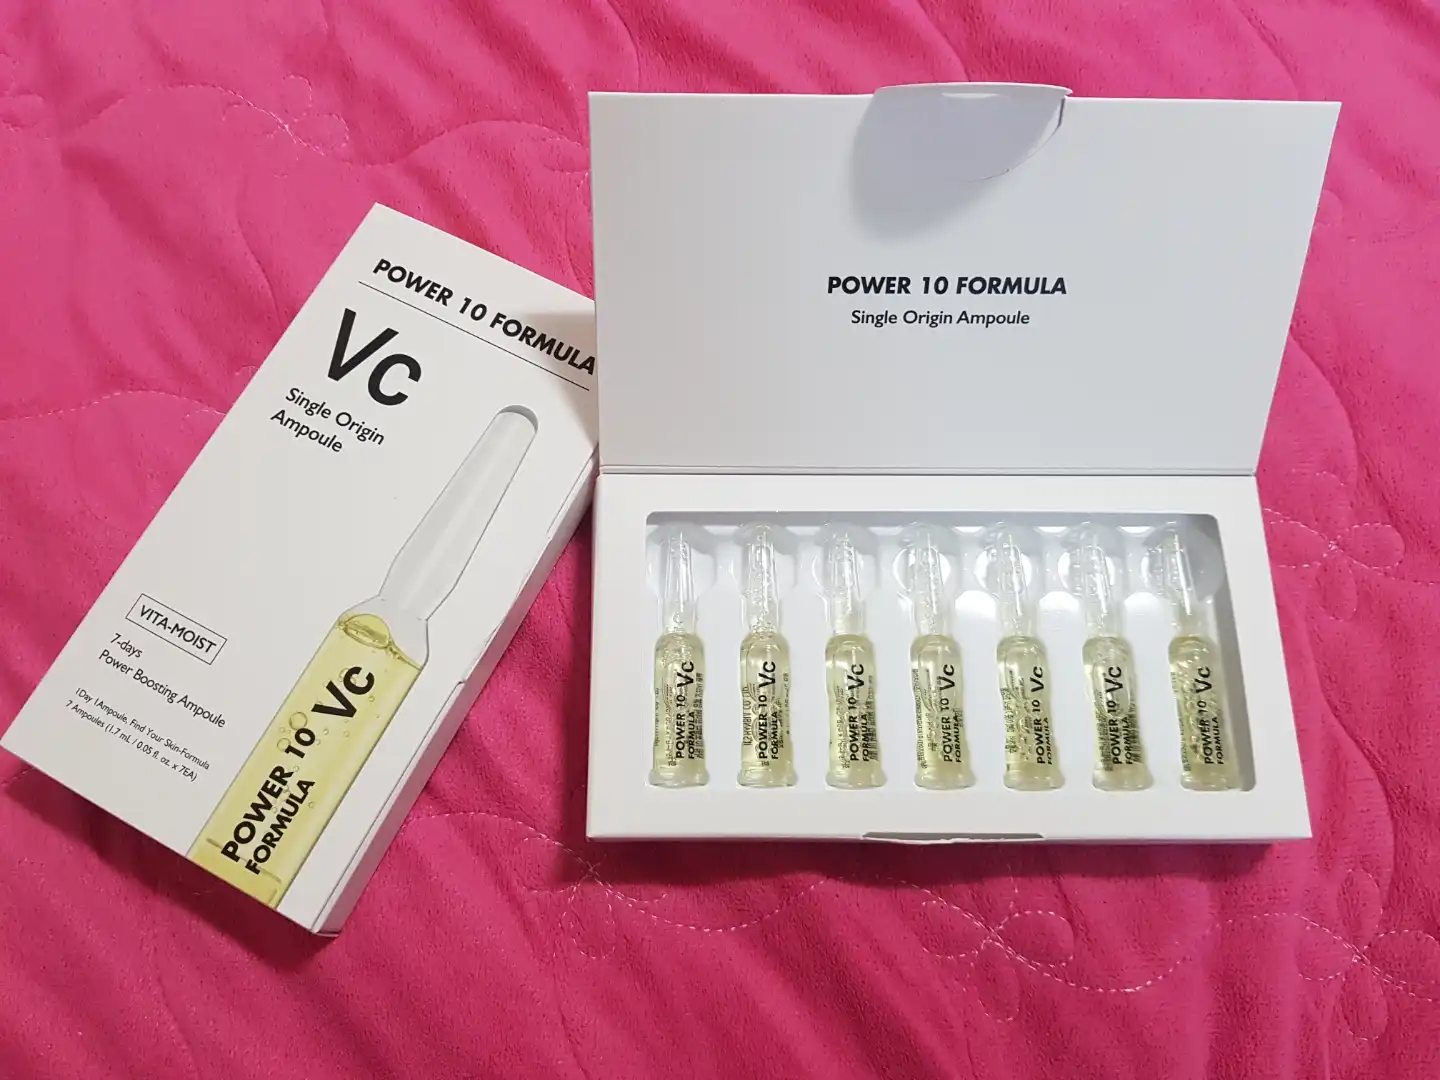 POWER 10 FORMULA
Vc
Single Origin
Ampoule
VITA-MOIST
7-days
Power Boosting Ampoule
1Day 1Ampoule, Find Your Skin-Formula
7 Ampoules (1.7 mL / 0.05 fl. oz. x 7EA)
POWER 10 Vc
FORMULA
POWER 10 FORMULA
Single Origin Ampoule
POWER 10 Vc
FORMULA
POWER 10 Vc
FORMULA
POWER 10 Vc
FORMULA
POWER 10 Vc
FORMULA
POWER 10 Vc
FORMULA
POWER 10 Vc
FORMULA
POWER 10 Vc
FORMULA